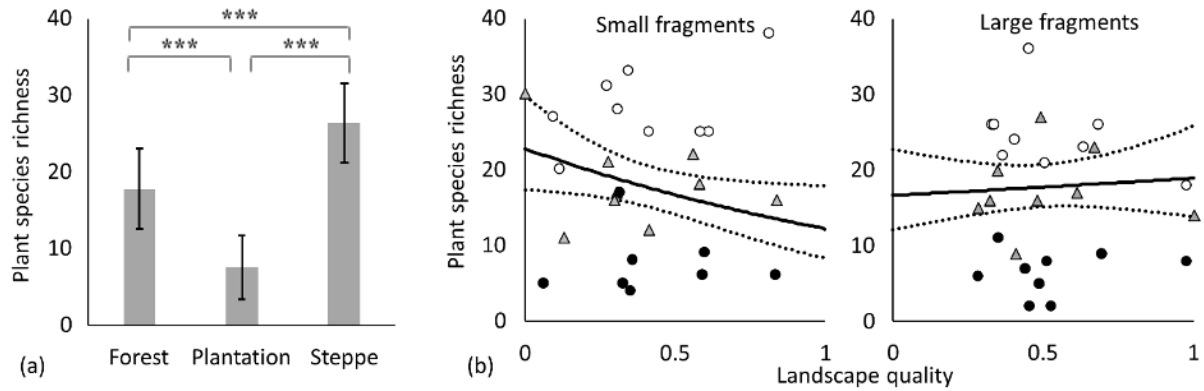 ***
*** ***
Plant species richness
40
30
20
10
0
Forest Plantation Steppe
(a)
Small fragments
Plant species richness
40
30
20
10
0
0 0.5 1
(b)
Large fragments
40
30
20
10
0
0 0.5 1
Landscape quality